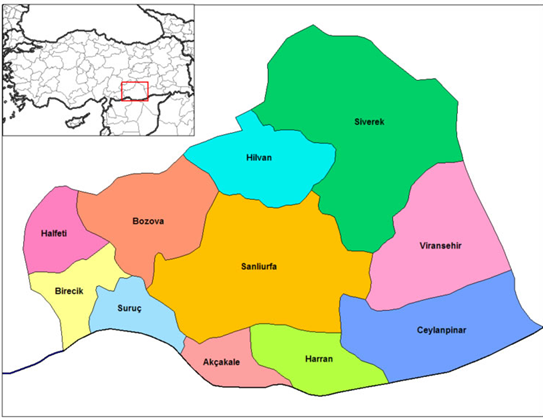 Siverek
Hilvan
Bozova
Halfeti
Viransehir
Sanliurfa
Birecik
Suruç
Ceylanpinar
Akçakale
Harran